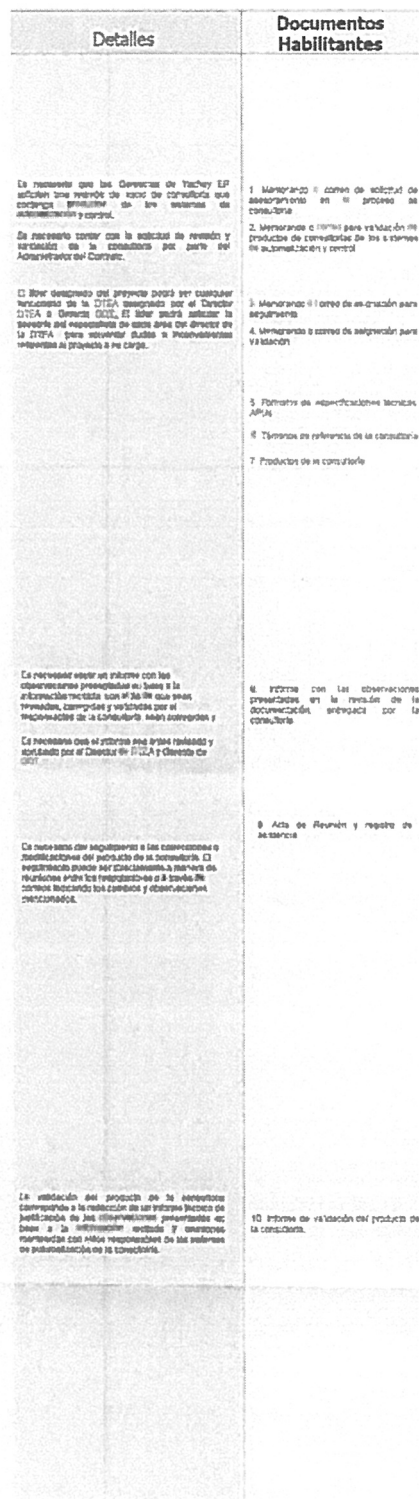 Detalles
Documentos
Habilitantes
Es necesario que las Gerencias de Yachay EP
soliciten una revisión de inicio de consultoría que
contenga productos de los sistemas de
automatización y control.
Se necesario contar con la solicitud de revisión y
validación de la consultoría por parte del
Administrador del Contrato.
1. Memorando o correo de solicitud de
asesoramiento en el proceso de
consultoría
2. Memorando o correo para validación de
productos de consultorías de los sistemas
de automatización y control
El líder designado del proyecto podrá ser cualquier
funcionario de la DTEA designado por el Director
DTEA o Gerencia El líder podrá solicitar la
asesoría del especialista de cada área del director de
la DTEA para solventar dudas o inconvenientes
referentes al proyecto a su cargo.
3. Memorando o correo de asignación para
seguimiento
4. Memorando o correo de asignación para
validación
5. Formatos de especificaciones técnicas,
APUs
6. Términos de referencia de la consultoría
7. Productos de la consultoría
Es necesario emitir un informe con las
observaciones presentadas en base a la
información recibida con el fin de que sean
revisadas, corregidas y validadas por el
responsables de la consultoría, sean corregidas y
Es necesario que el informe sea antes revisado y
aprobado por el Director de DTEA y Gerente de
8. Informe con las observaciones
presentadas en la revisión de la
documentación entregada por la
consultoría
9. Acta de Reunión y registro de
asistencia
Es necesario dar seguimiento a las correcciones o
modificaciones del producto de la consultoría. El
seguimiento puede ser directamente a manera de
reuniones entre los responsables o a través de
correos indicando los cambios y observaciones
mencionados.
La validación del producto de la consultoría
corresponde a la redacción de un informe técnico de
justificación de las observaciones presentadas en
base a la información recibida y reuniones
mantenidas con los responsables de los sistemas
de automatización de la consultoría.
10. Informe de validación del producto de
la consultoría.